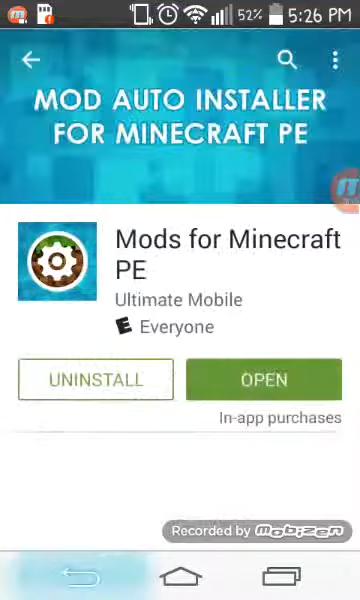 52% 5:26 PM
MOD AUTO INSTALLER
FOR MINECRAFT PE
Mods for Minecraft
PE
Ultimate Mobile
E Everyone
UNINSTALL OPEN
In-app purchases
Recorded by mobizen